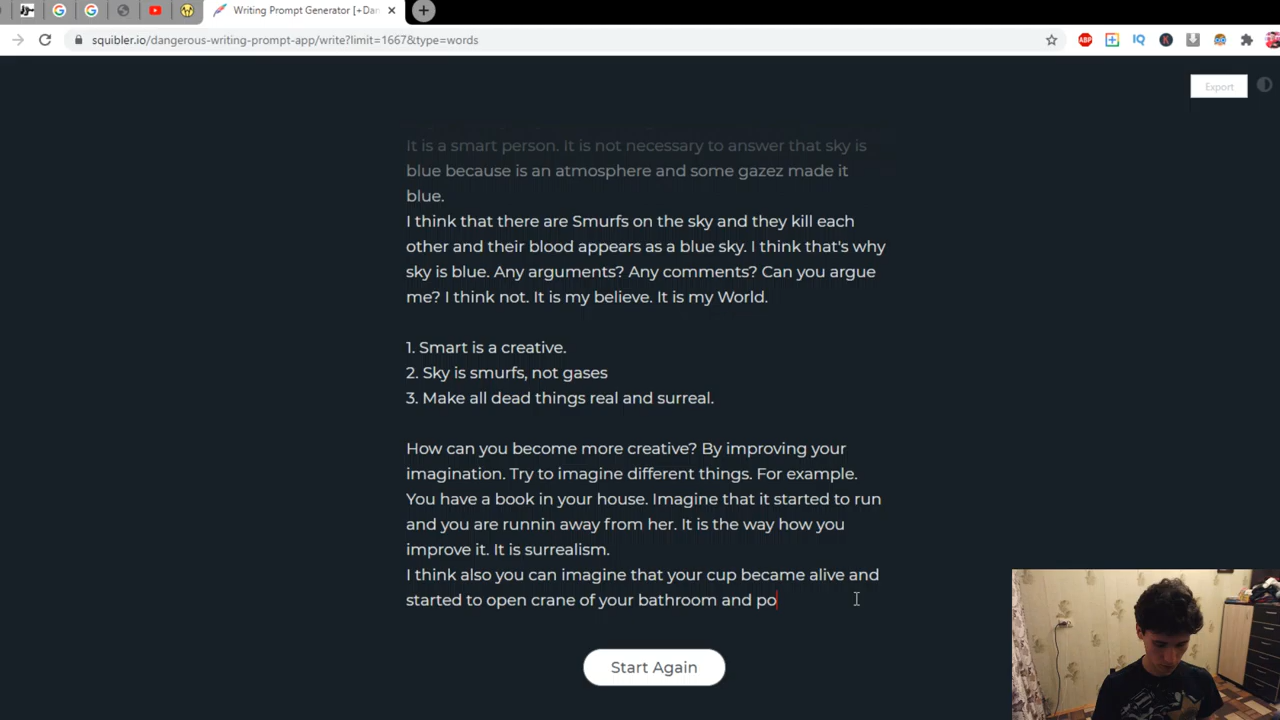 Writing Prompt Generator [+Dan
squibler.io/dangerous-writing-prompt-app/write?limit=1667&type=words
ABP
IQ
K
Export
It is a smart person. It is not necessary to answer that sky is
blue because is an atmosphere and some gazez made it
blue.
I think that there are Smurfs on the sky and they kill each
other and their blood appears as a blue sky. I think that's why
sky is blue. Any arguments? Any comments? Can you argue
me? I think not. It is my believe. It is my World.
1. Smart is a creative.
2. Sky is smurfs, not gases
3. Make all dead things real and surreal.
How can you become more creative? By improving your
imagination. Try to imagine different things. For example.
You have a book in your house. Imagine that it started to run
and you are runnin away from her. It is the way how you
improve it. It is surrealism.
I think also you can imagine that your cup became alive and
started to open crane of your bathroom and po
Start Again